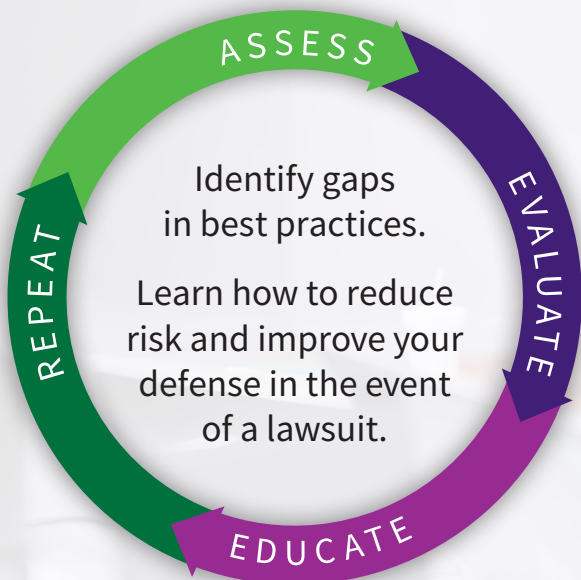 ASSESS
EVALUATE
EDUCATE
REPEAT
Identify gaps
in best practices.
Learn how to reduce
risk and improve your
defense in the event
of a lawsuit.